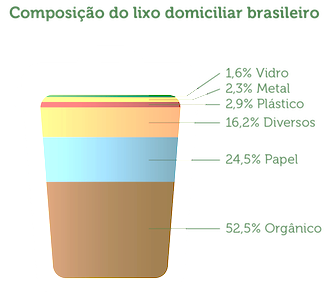 Composição do lixo domiciliar brasileiro
1,6% Vidro
2,3% Metal
2,9% Plástico
16,2% Diversos
24,5% Papel
52,5% Orgânico